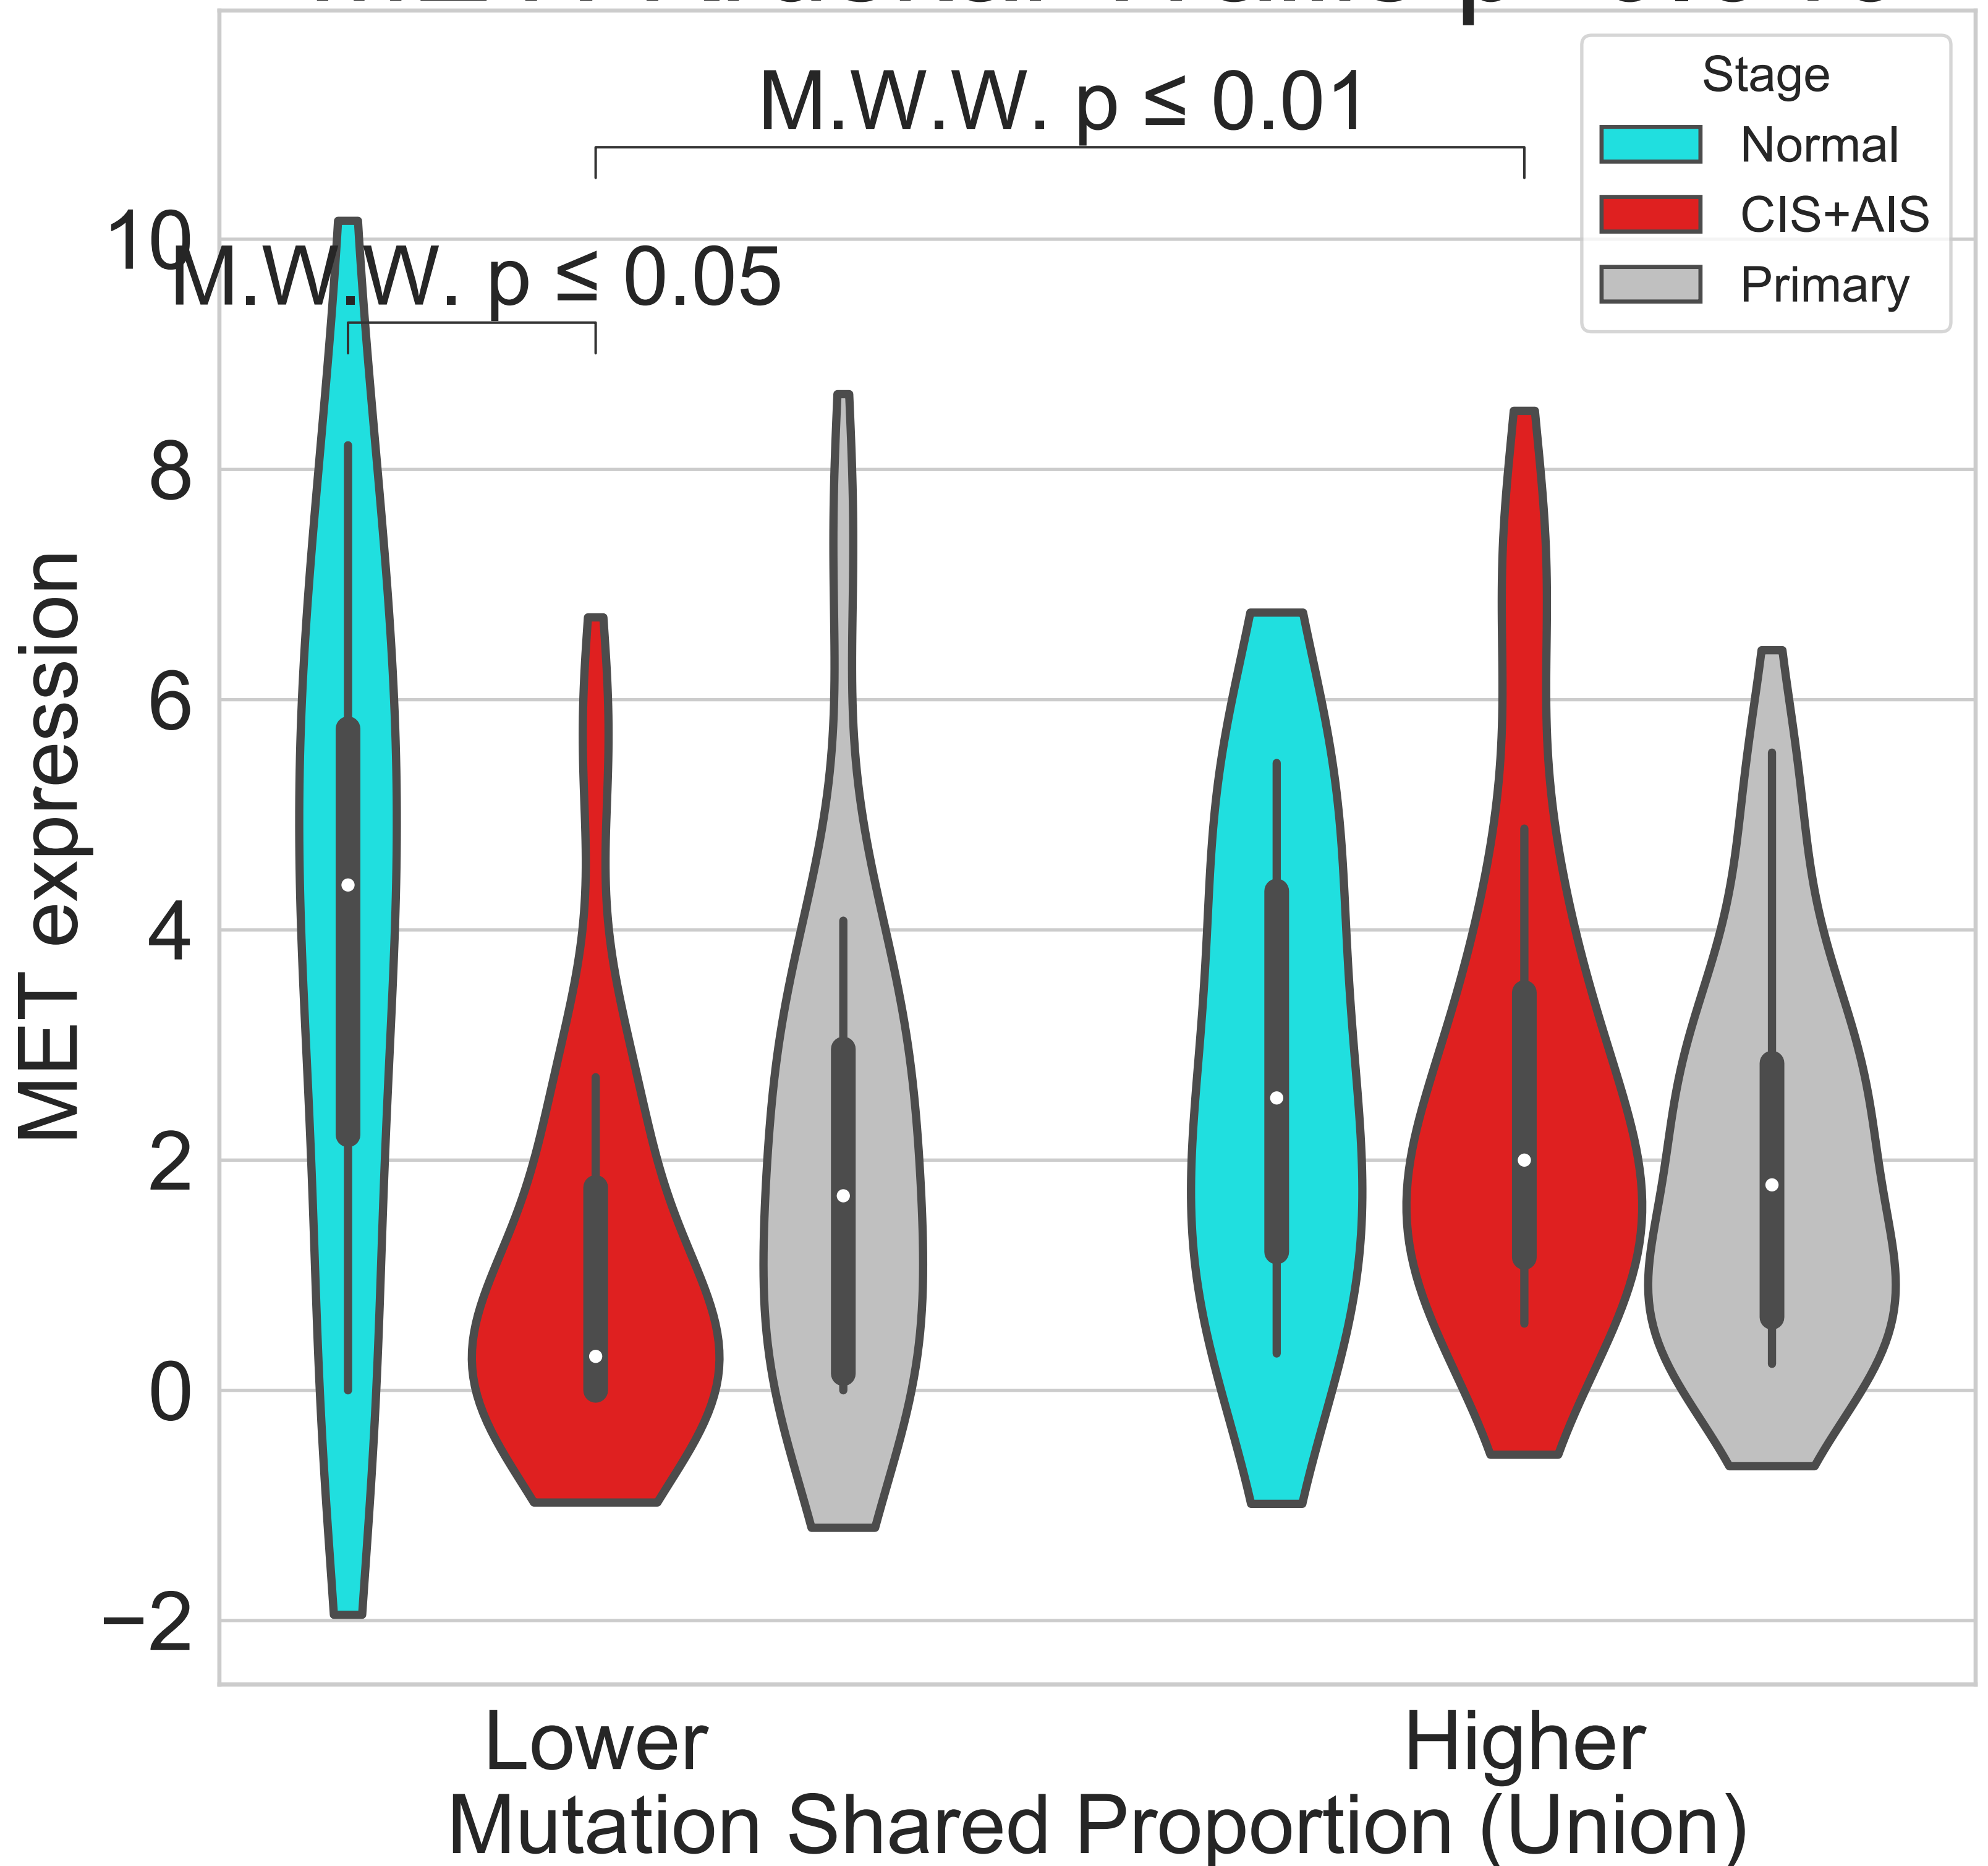 M.W.W. p ≤ 0.01
Stage
Normal
CIS+AIS
Primary
M.W.W. p ≤ 0.05
10
8
6
4
2
0
−2
MET expression
Lower
Higher
Mutation Shared Proportion (Union)